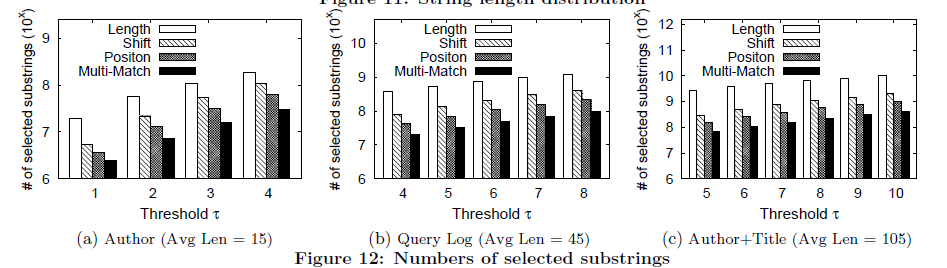 Figure 11: String length distribution
# of selected substrings (10^x)
9
8
7
6
Length
Shift
Positon
Multi-Match
1 2 3 4
Threshold τ
(a) Author (Avg Len = 15)
# of selected substrings (10^x)
10
9
8
7
6
Length
Shift
Positon
Multi-Match
4 5 6 7 8
Threshold τ
(b) Query Log (Avg Len = 45)
# of selected substrings (10^x)
12
11
10
9
8
7
6
Length
Shift
Positon
Multi-Match
5 6 7 8 9 10
Threshold τ
(c) Author+Title (Avg Len = 105)
Figure 12: Numbers of selected substrings